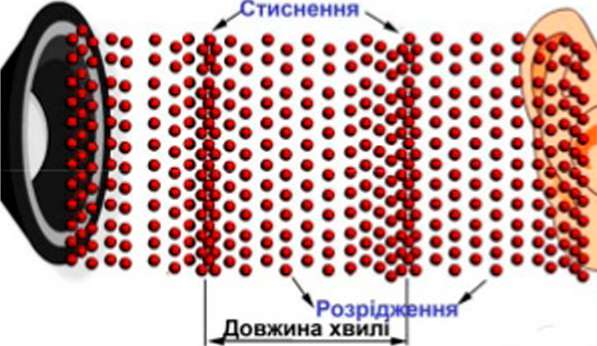 Стиснення
Розрідження
Довжина хвилі